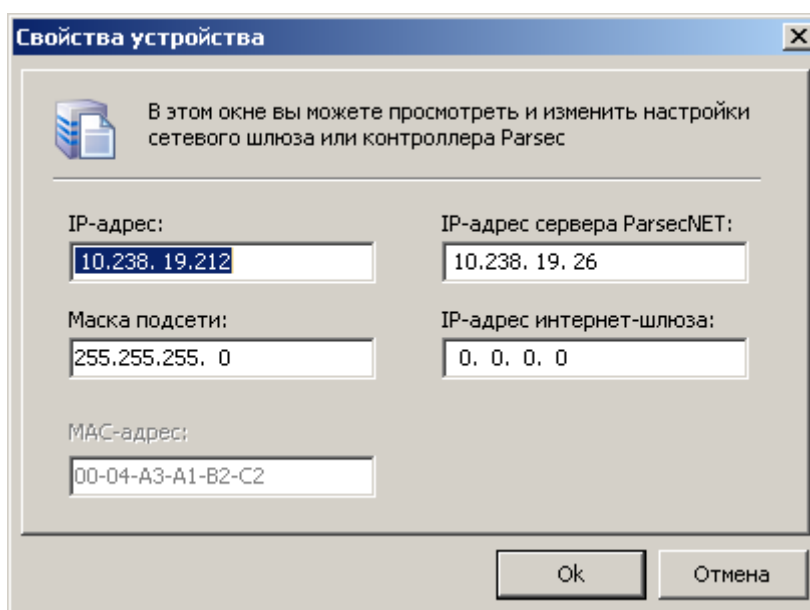 Свойства устройства
В этом окне вы можете просмотреть и изменить настройки
сетевого шлюза или контроллера Parsec
IP-адрес:
10.238. 19.212
IP-адрес сервера ParsecNET:
10.238. 19. 26
Маска подсети:
255.255.255. 0
IP-адрес интернет-шлюза:
0. 0. 0. 0
MAC-адрес:
00-04-A3-A1-B2-C2
Ok
Отмена